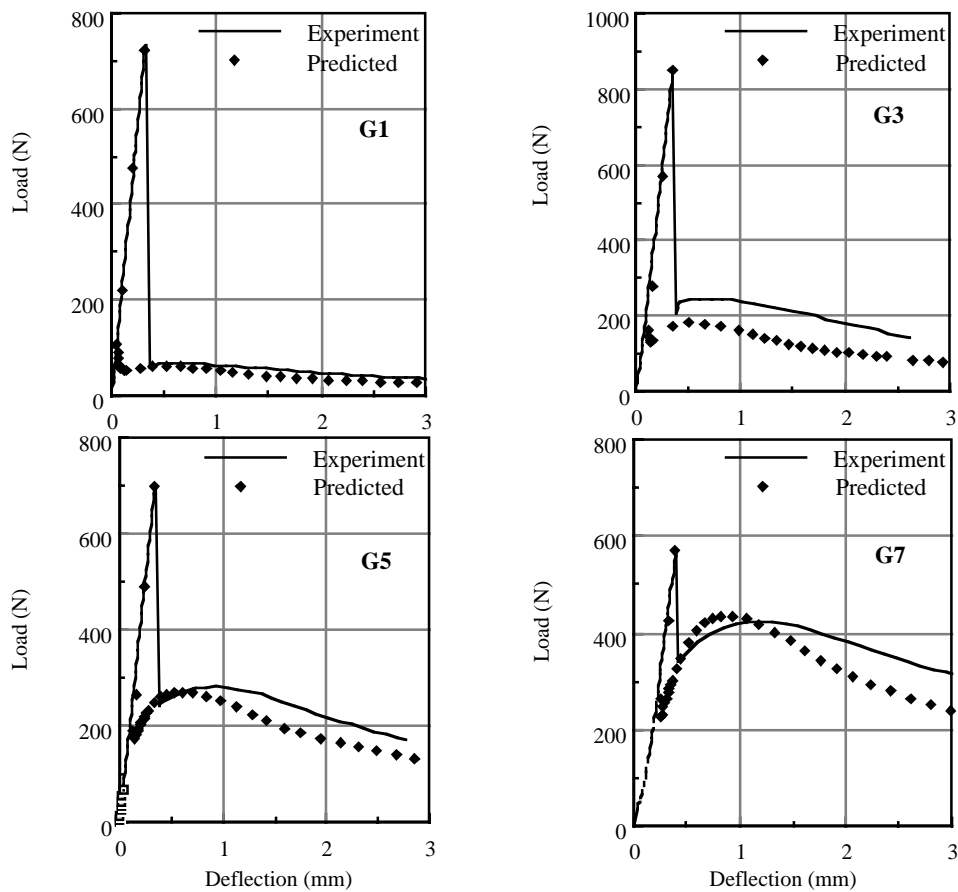 800
600
400
200
0
Load (N)
Experiment
Predicted
G1
0 1 2 3
1000
800
600
400
200
0
Load (N)
Experiment
Predicted
G3
0 1 2 3
800
600
400
200
0
Load (N)
Experiment
Predicted
G5
0 1 2 3
Deflection (mm)
800
600
400
200
0
Load (N)
Experiment
Predicted
G7
0 1 2 3
Deflection (mm)